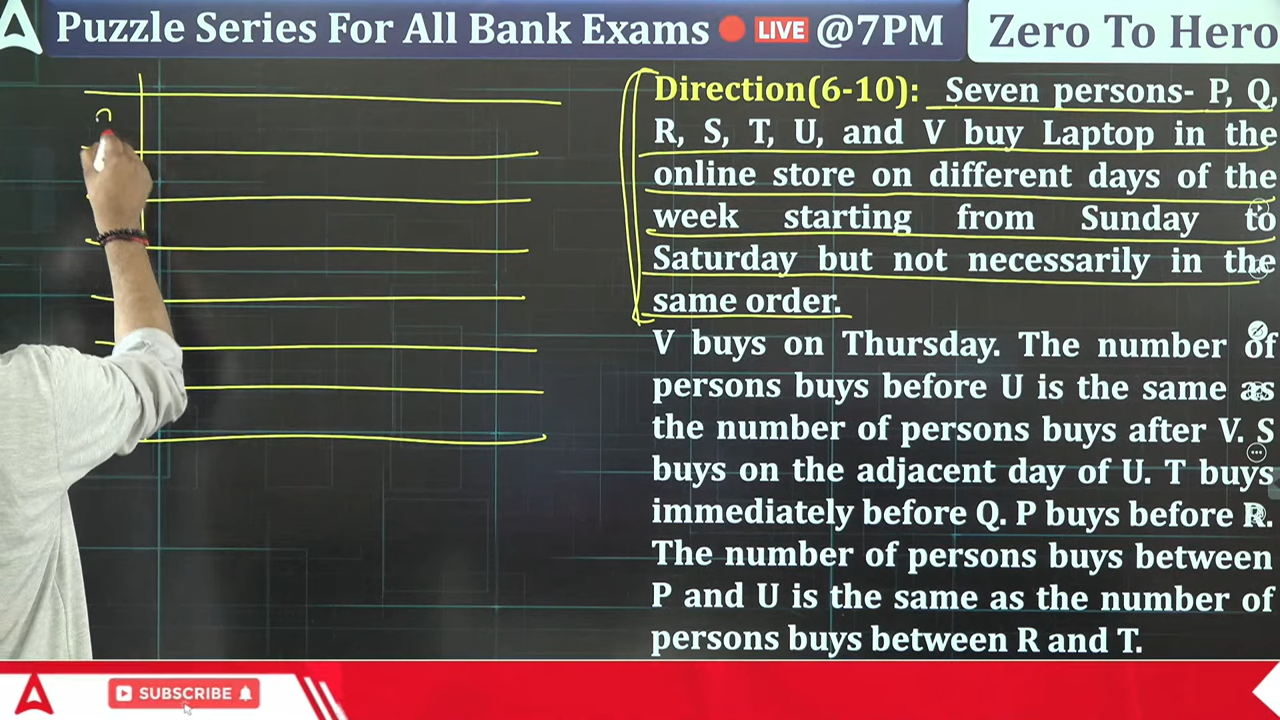 Puzzle Series For All Bank Exams LIVE @7PM
Zero To Hero
Direction(6-10): Seven persons- P, Q,
R, S, T, U, and V buy Laptop in the
online store on different days of the
week starting from Sunday to
Saturday but not necessarily in the
same order.
V buys on Thursday. The number of
persons buys before U is the same as
the number of persons buys after V. S
buys on the adjacent day of U. T buys
immediately before Q. P buys before R.
The number of persons buys between
P and U is the same as the number of
persons buys between R and T.
SUBSCRIBE